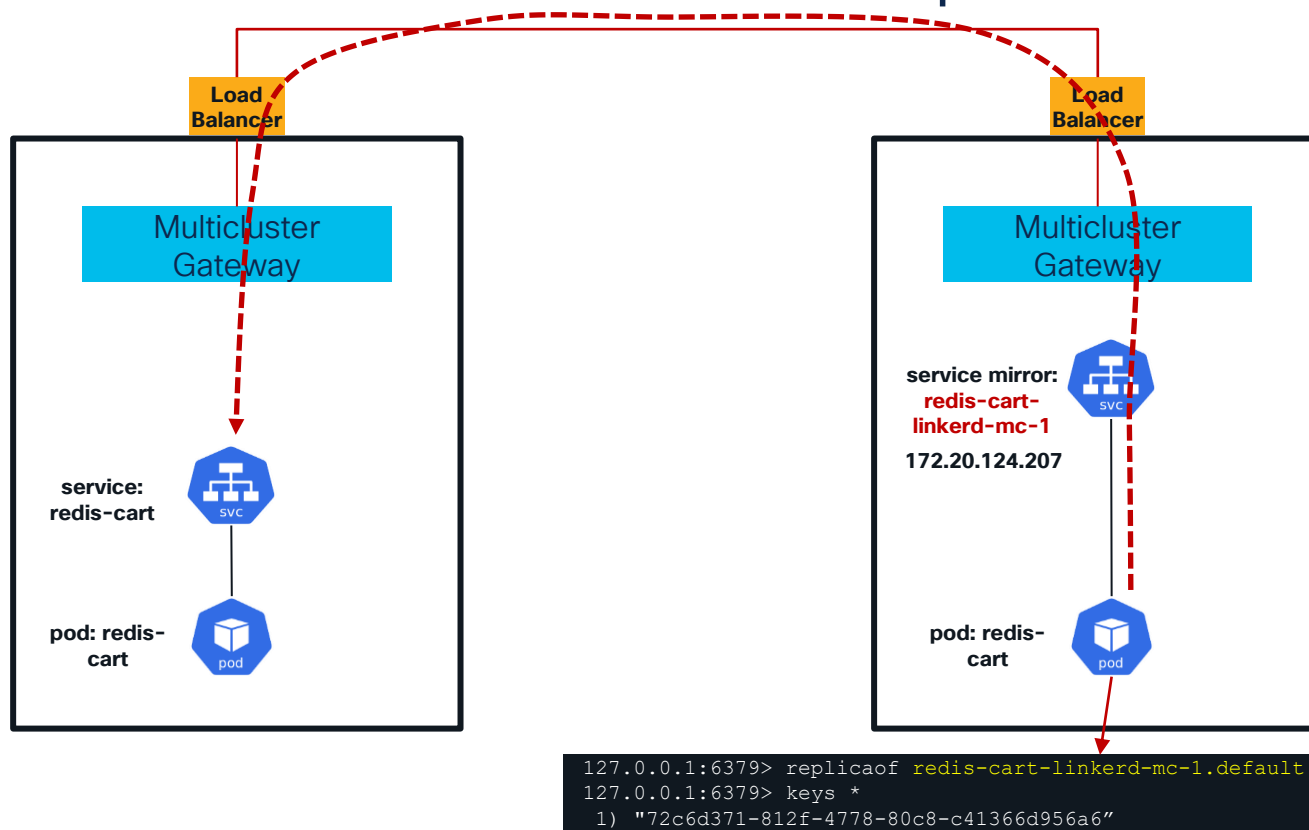 Load
Balancer
Load
Balancer
Multicluster
Gateway
Multicluster
Gateway
service mirror:
redis-cart-
linkerd-mc-1
172.20.124.207
svc
service:
redis-cart
svc
pod: redis-
cart
pod
pod: redis-
cart
pod
127.0.0.1:6379> replicaof redis-cart-linkerd-mc-1.default
127.0.0.1:6379> keys *
1) "72c6d371-812f-4778-80c8-c41366d956a6”